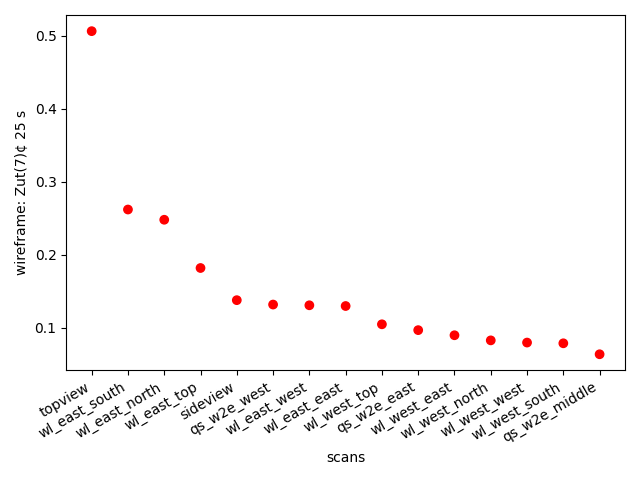 0.5
0.4
0.3
0.2
0.1
wireframe: Zut(7)¢ 25 s
topview
wl_east_south
wl_east_north
wl_east_top
sideview
qs_w2e_west
wl_east_west
wl_east_east
wl_west_top
qs_w2e_east
wl_west_east
wl_west_north
wl_west_west
wl_west_south
qs_w2e_middle
scans